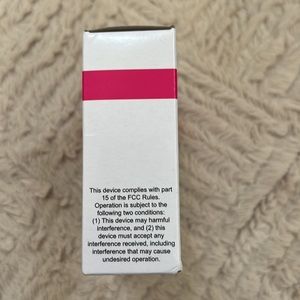 This device complies with part
15 of the FCC Rules.
Operation is subject to the
following two conditions:
(1) This device may harmful
interference, and (2) this
device must accept any
interference received, including
interference that may cause
undesired operation.